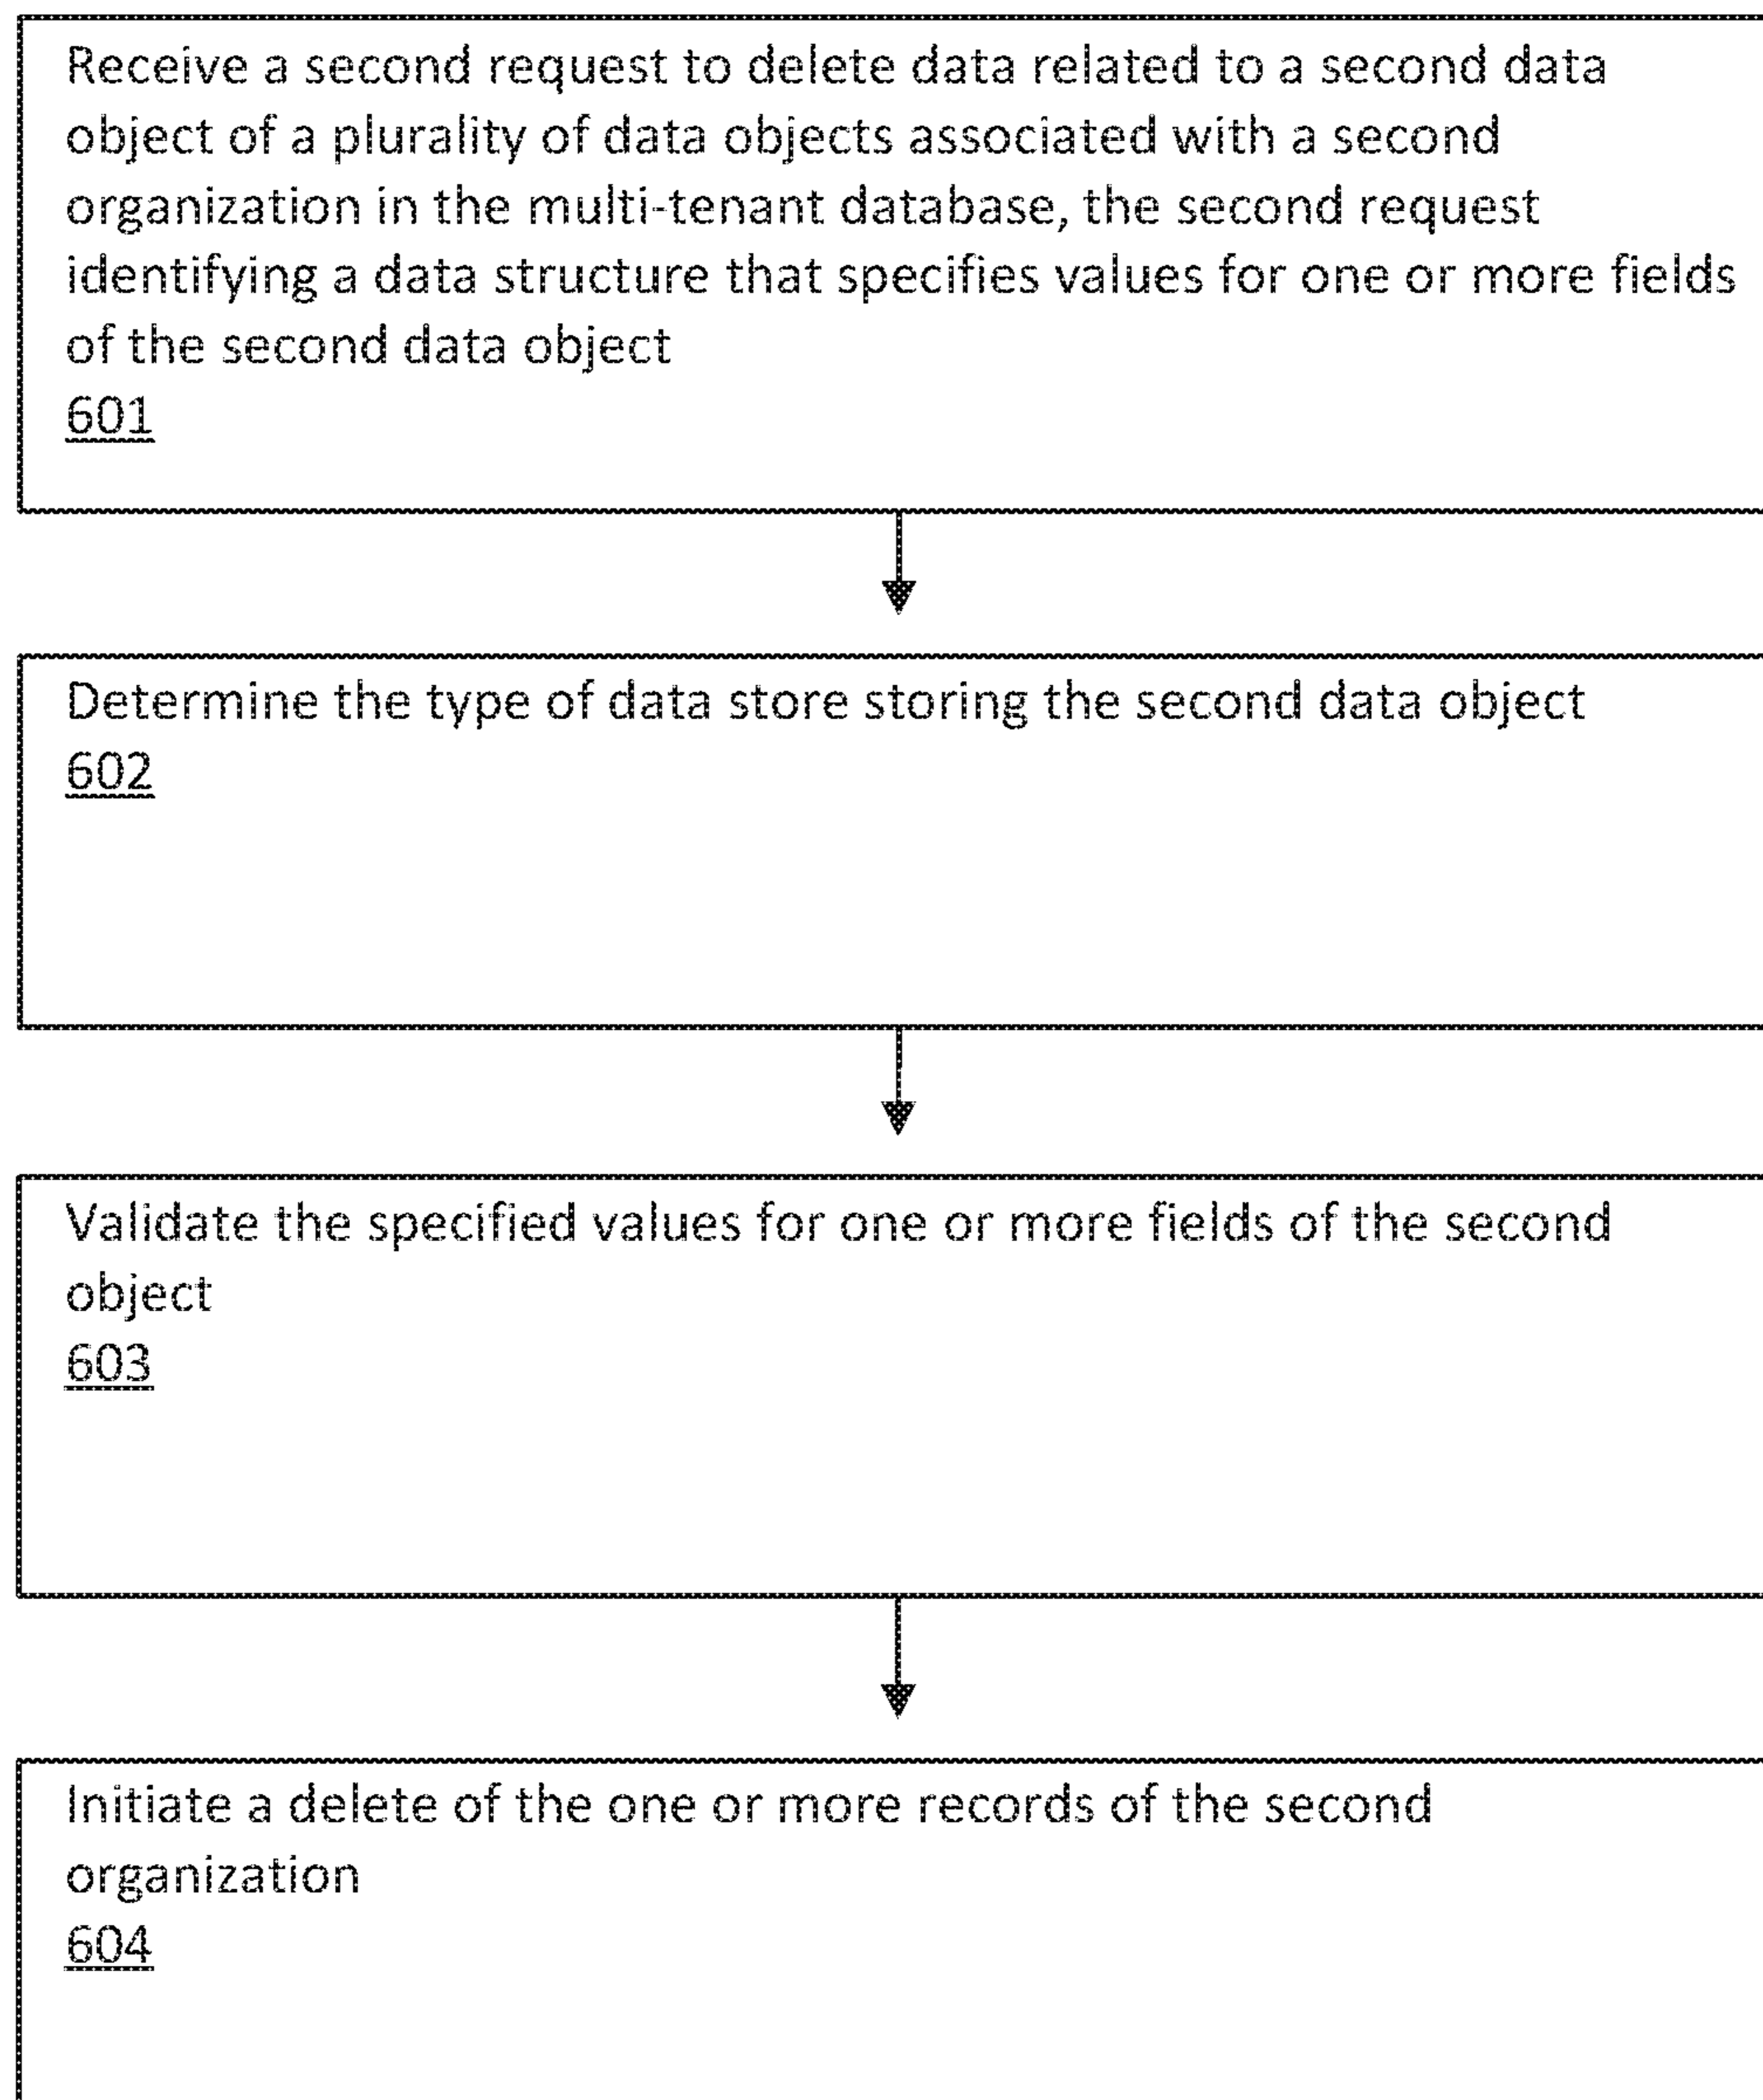 Receive a second request to delete data related to a second data
object of a plurality of data objects associated with a second
organization in the multi-tenant database, the second request
identifying a data structure that specifies values for one or more fields
of the second data object
601
Determine the type of data store storing the second data object
602
Validate the specified values for one or more fields of the second
object
603
Initiate a delete of the one or more records of the second
organization
604